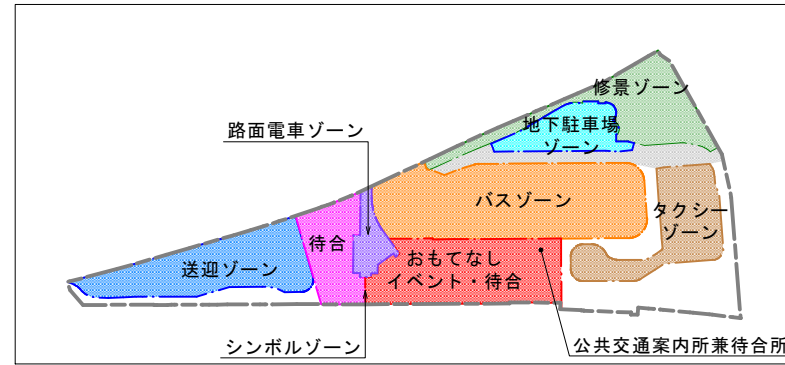 修景ゾーン
路面電車ゾーン
地下駐車場
ゾーン
バスゾーン
タクシー
ゾーン
待合
おもてなし
イベント・待合
送迎ゾーン
シンボルゾーン
公共交通案内所兼待合所